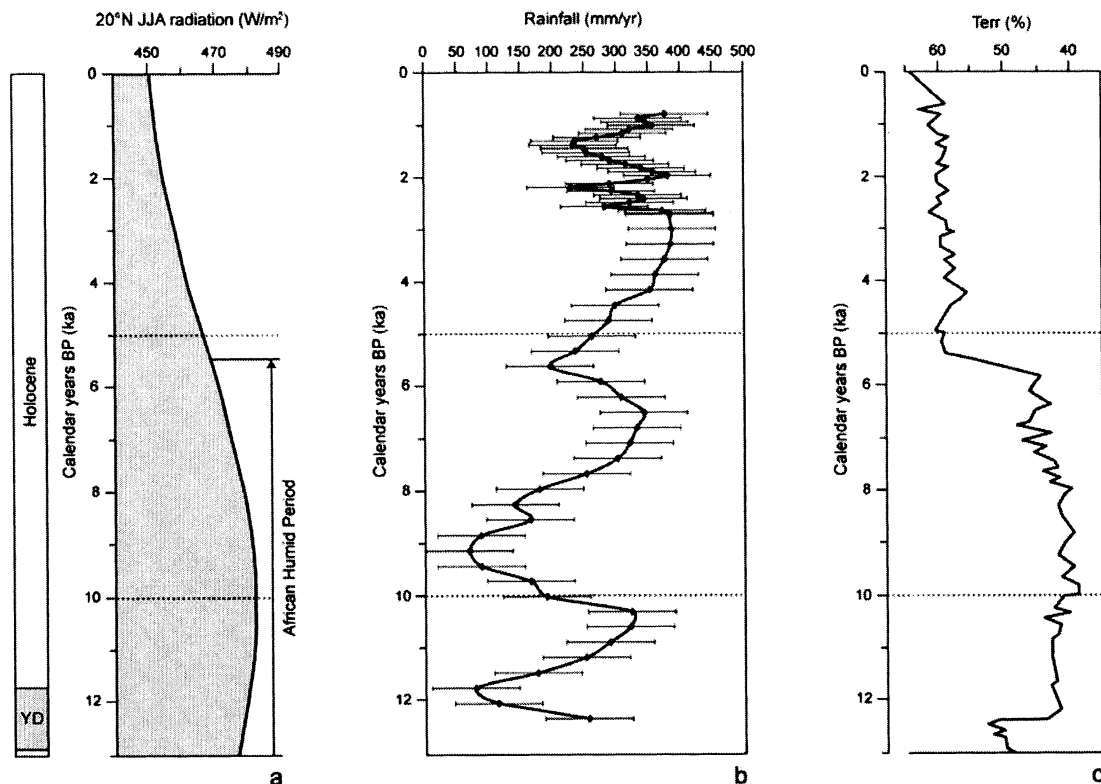 20°N JJA radiation (W/m²)
450 470 490
0
2
4
6
8
10
12
Calendar years BP (ka)
Holocene
YD
African Humid Period
a
Rainfall (mm/yr)
0 50 100 150 200 250 300 350 400 450 500
0
2
4
6
8
10
12
Calendar years BP (ka)
b
Terr (%)
60 50 40
0
2
4
6
8
10
12
Calendar years BP (ka)
c